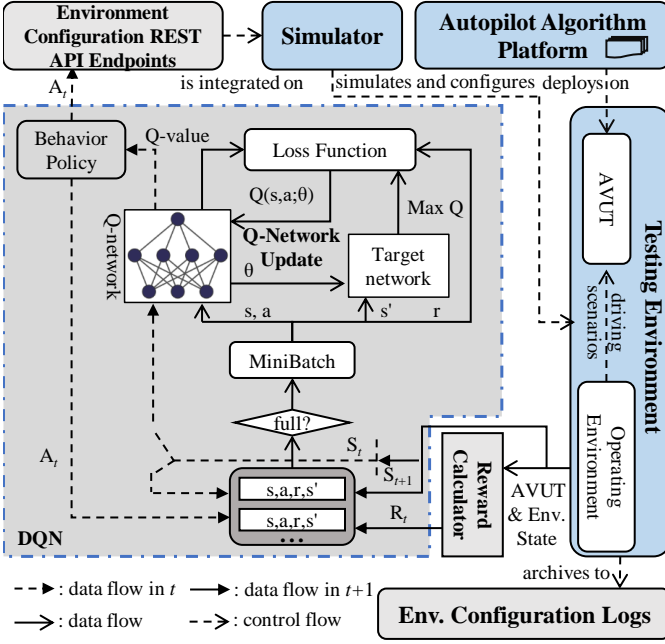 Environment
Configuration REST
API Endpoints
Simulator
Autopilot Algorithm
Platform
is integrated on
simulates and configures
deploys on
A_t
Behavior
Policy
Q-value
Loss Function
Q(s,a;θ)
Max Q
Q-network
Q-Network
Update
θ
Target
network
s, a
s'
r
MiniBatch
full?
A_t
S_t
S_{t+1}
s,a,r,s'
s,a,r,s'
...
R_t
DQN
Reward
Calculator
AVUT
& Env.
State
AVUT
driving
scenarios
Operating
Environment
Testing Environment
archives to
Env. Configuration Logs
: data flow in t
: data flow in t+1
: data flow
: control flow